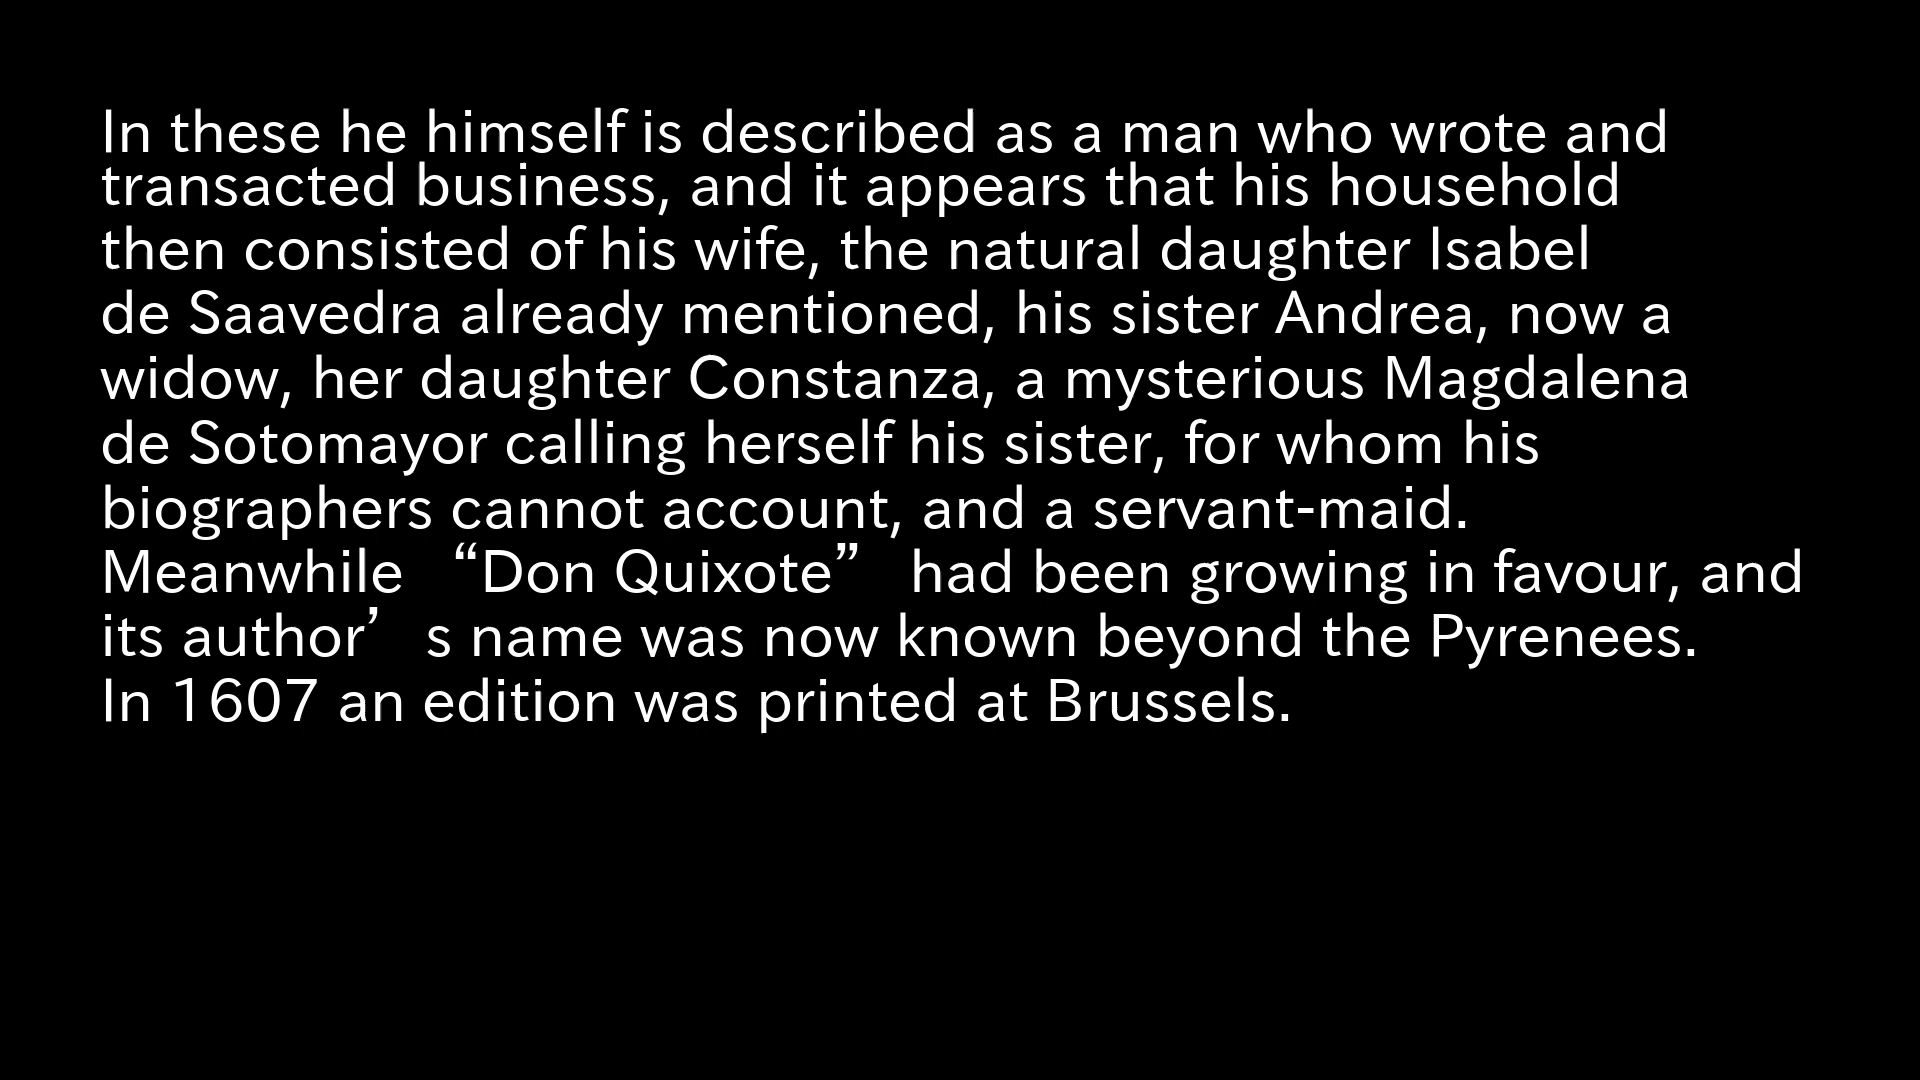 In these he himself is described as a man who wrote and
transacted business, and it appears that his household
then consisted of his wife, the natural daughter Isabel
de Saavedra already mentioned, his sister Andrea, now a
widow, her daughter Constanza, a mysterious Magdalena
de Sotomayor calling herself his sister, for whom his
biographers cannot account, and a servant-maid.
Meanwhile “Don Quixote” had been growing in favour, and
its author’s name was now known beyond the Pyrenees.
In 1607 an edition was printed at Brussels.